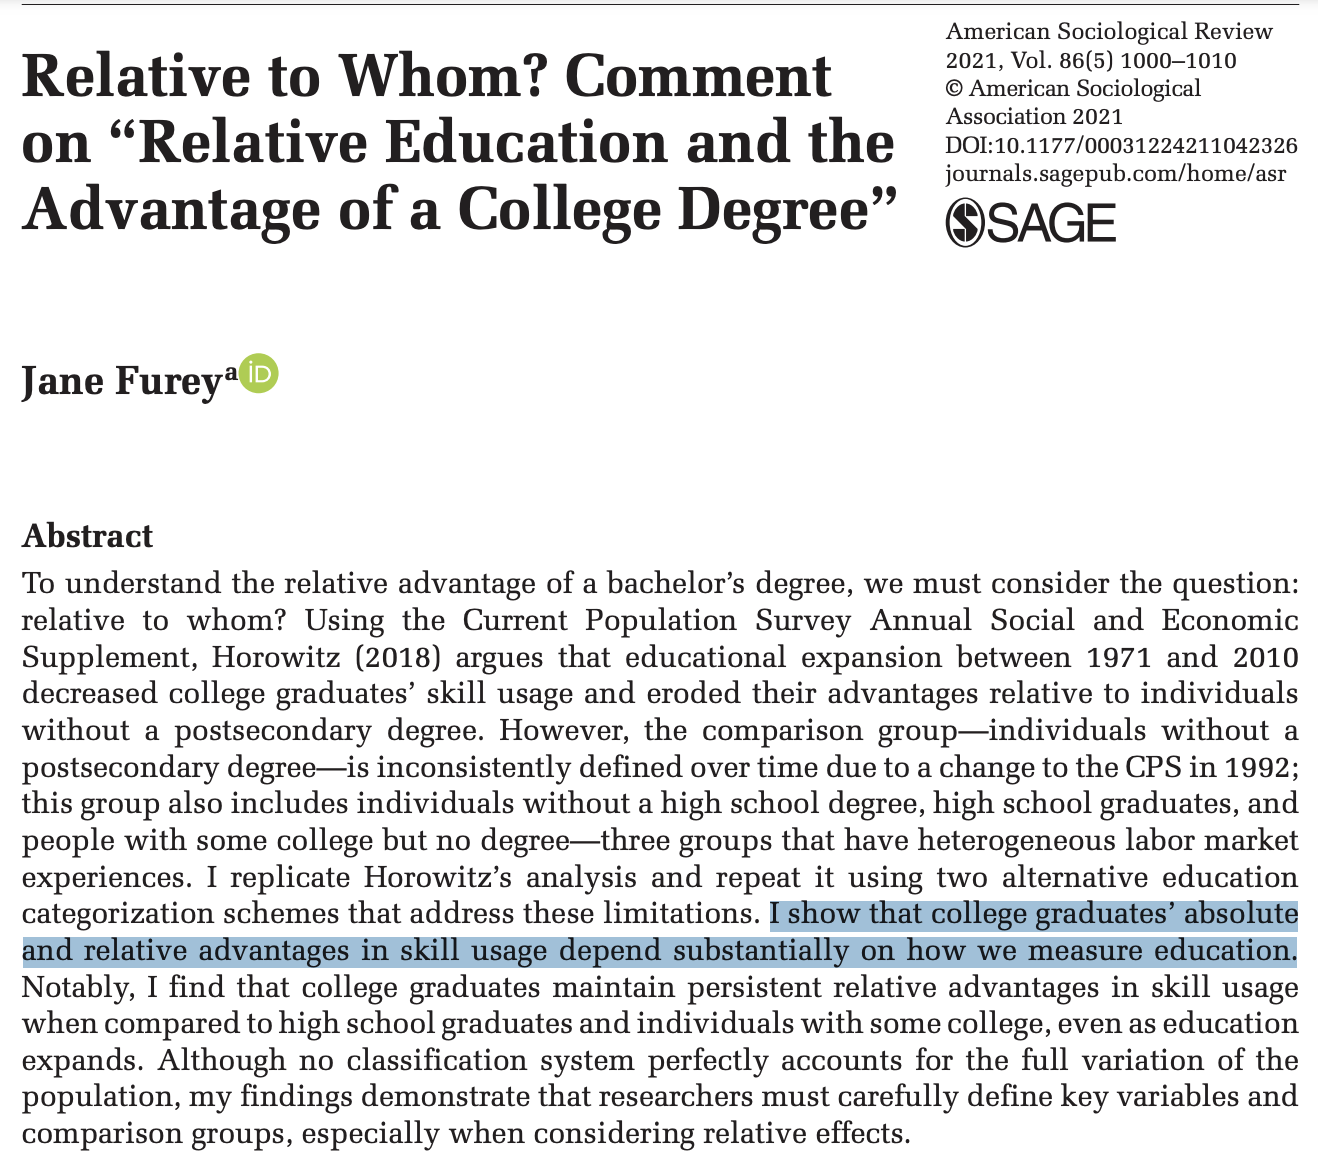 Relative to Whom? Comment
on “Relative Education and the
Advantage of a College Degree”
American Sociological Review
2021, Vol. 86(5) 1000–1010
© American Sociological
Association 2021
DOI:10.1177/00031224211042326
journals.sagepub.com/home/asr
SAGE
Jane Fureyᵃ iD
Abstract
To understand the relative advantage of a bachelor’s degree, we must consider the question:
relative to whom? Using the Current Population Survey Annual Social and Economic
Supplement, Horowitz (2018) argues that educational expansion between 1971 and 2010
decreased college graduates’ skill usage and eroded their advantages relative to individuals
without a postsecondary degree. However, the comparison group—individuals without a
postsecondary degree—is inconsistently defined over time due to a change to the CPS in 1992;
this group also includes individuals without a high school degree, high school graduates, and
people with some college but no degree—three groups that have heterogeneous labor market
experiences. I replicate Horowitz’s analysis and repeat it using two alternative education
categorization schemes that address these limitations. I show that college graduates’ absolute
and relative advantages in skill usage depend substantially on how we measure education.
Notably, I find that college graduates maintain persistent relative advantages in skill usage
when compared to high school graduates and individuals with some college, even as education
expands. Although no classification system perfectly accounts for the full variation of the
population, my findings demonstrate that researchers must carefully define key variables and
comparison groups, especially when considering relative effects.